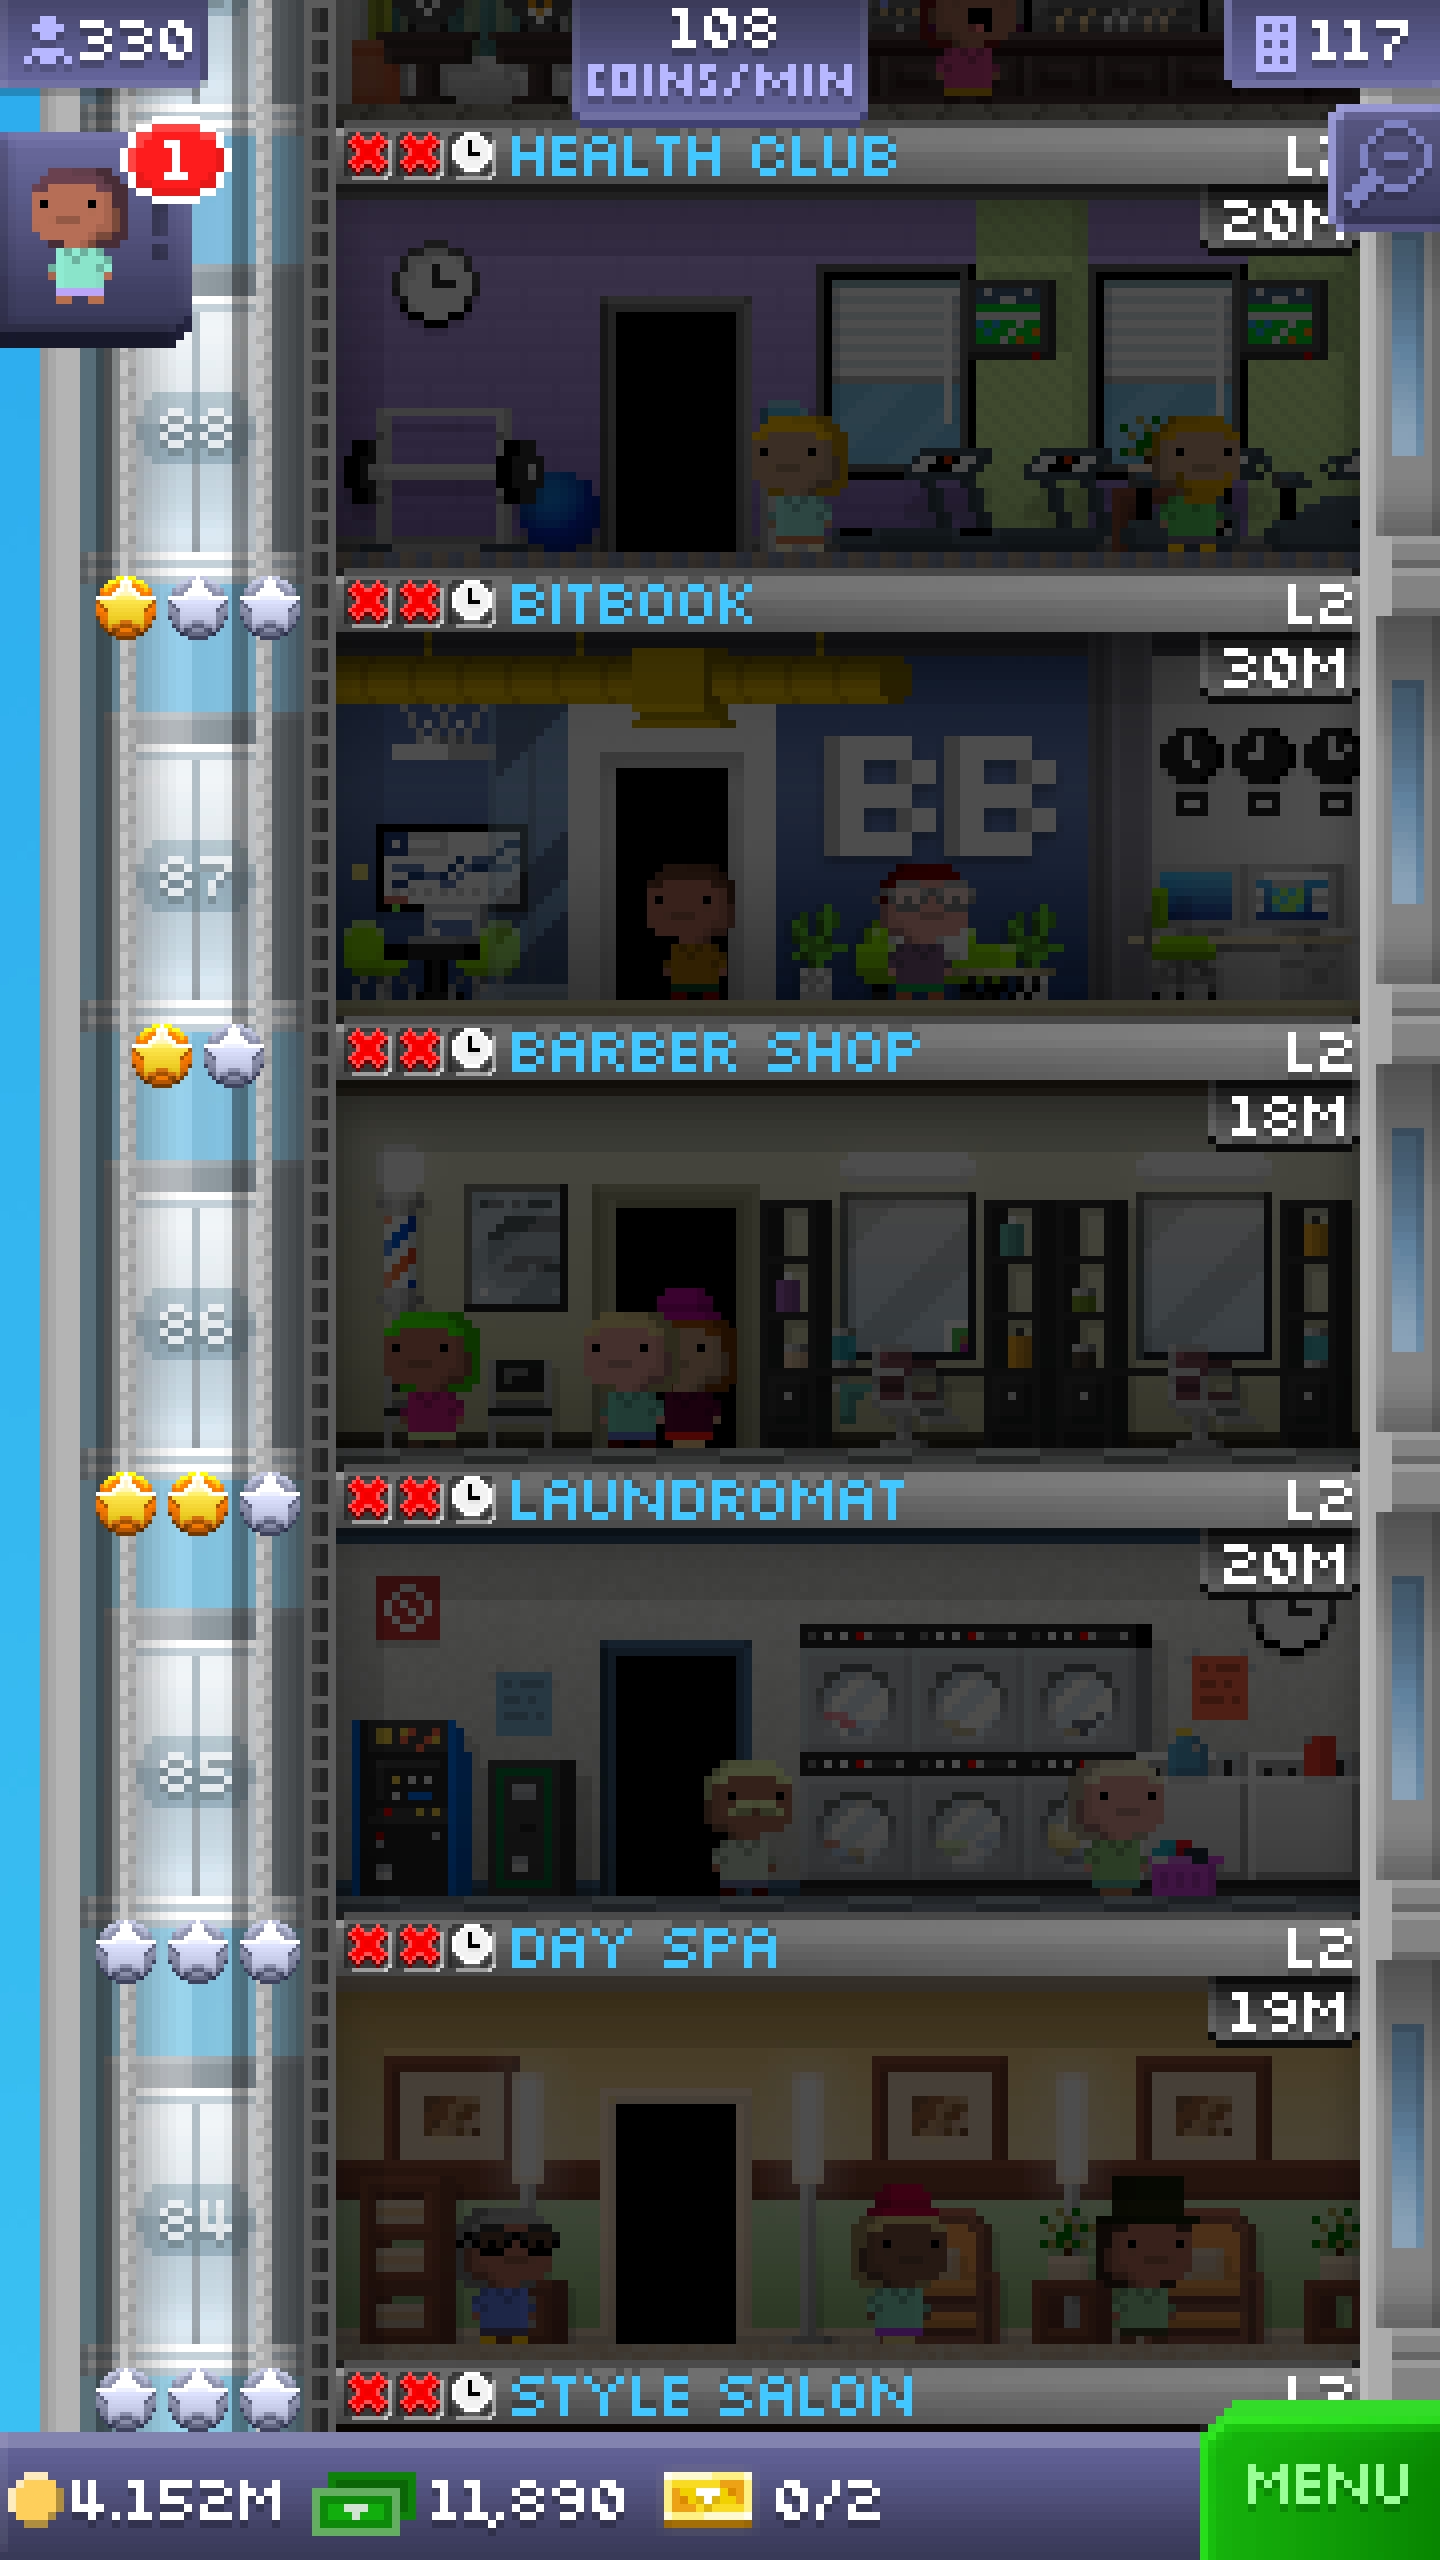 330
108
COINS/MIN
117
1
HEALTH CLUB
20M
88
BITBOOK L2
30M
BB
87
BARBER SHOP L2
18M
86
LAUNDROMAT L2
20M
85
DAY SPA L2
19M
84
STYLE SALON
4.152M 11,890 0/2
MENU